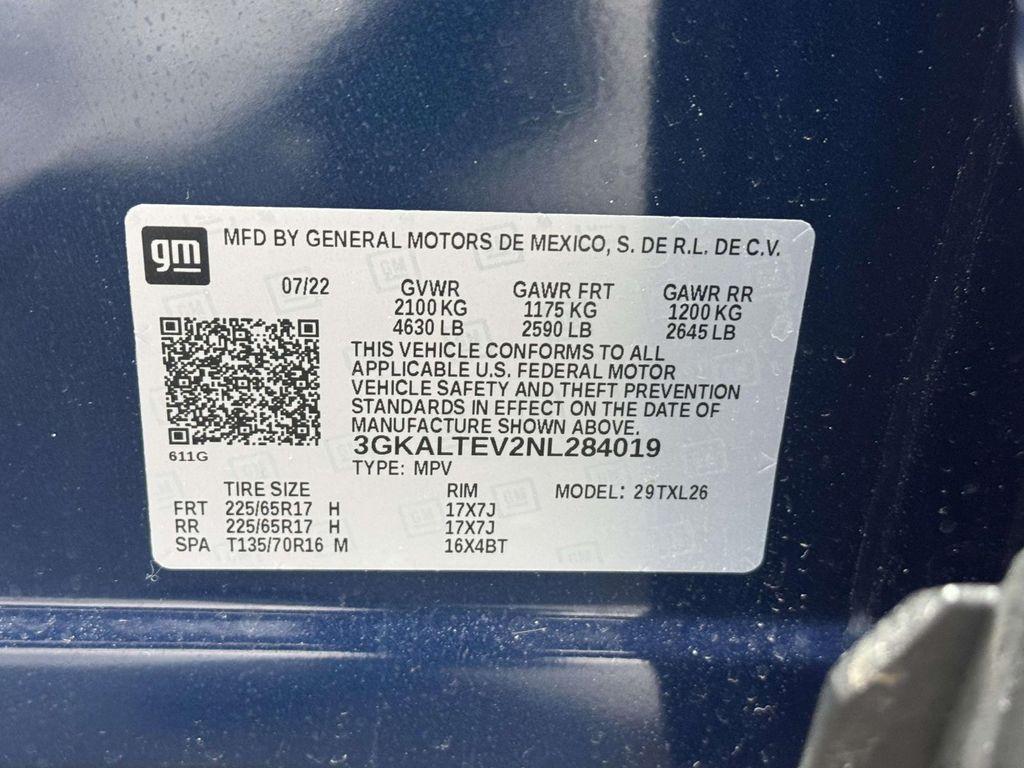 gm
MFD BY GENERAL MOTORS DE MEXICO, S. DE R.L. DE C.V.
07/22
GVWR GAWR FRT GAWR RR
2100 KG 1175 KG 1200 KG
4630 LB 2590 LB 2645 LB
THIS VEHICLE CONFORMS TO ALL
APPLICABLE U.S. FEDERAL MOTOR
VEHICLE SAFETY AND THEFT PREVENTION
STANDARDS IN EFFECT ON THE DATE OF
MANUFACTURE SHOWN ABOVE.
611G
3GKALTEV2NL284019
TYPE: MPV
TIRE SIZE RIM MODEL: 29TXL26
FRT 225/65R17 H 17X7J
RR 225/65R17 H 17X7J
SPA T135/70R16 M 16X4BT